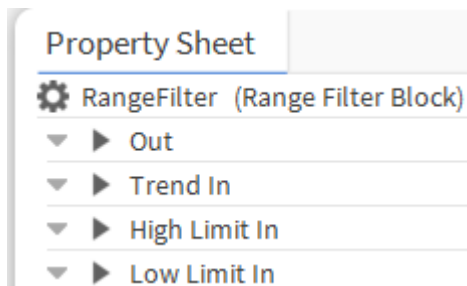 Property Sheet
RangeFilter (Range Filter Block)
Out
Trend In
High Limit In
Low Limit In